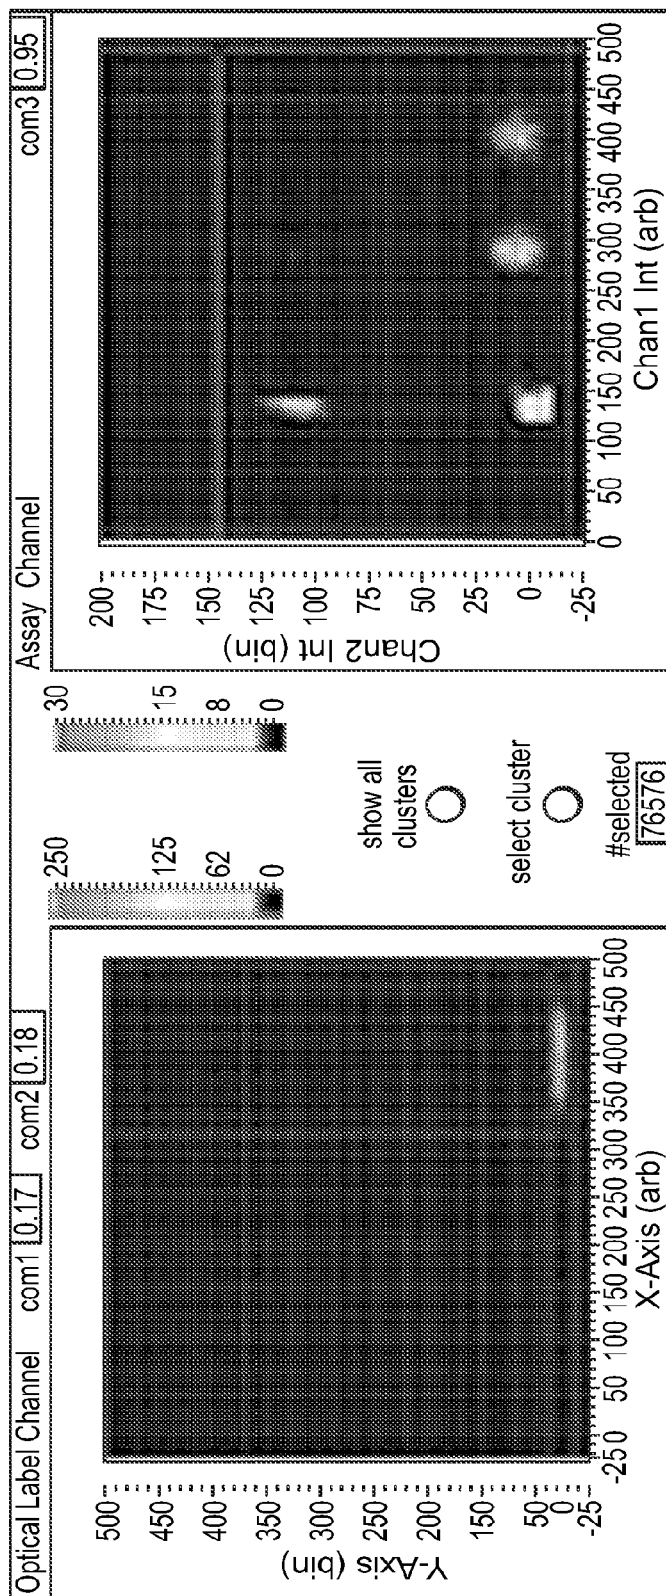 Optical Label Channel com1 0.17 com2 0.18
Y-Axis (bin)
500
450
400
350
300
250
200
150
100
50
0
-25
-25 0 50 100 150 200 250 300 350 400 450 500
X-Axis (arb)
250
125
62
0
30
15
8
0
show all
clusters
select cluster
#selected
76576
Assay Channel com3 0.95
Chan2 Int (bin)
200
150
125
100
75
50
25
0
-25
0 50 100 150 200 250 300 350 400 450 500
Chan1 Int (arb)